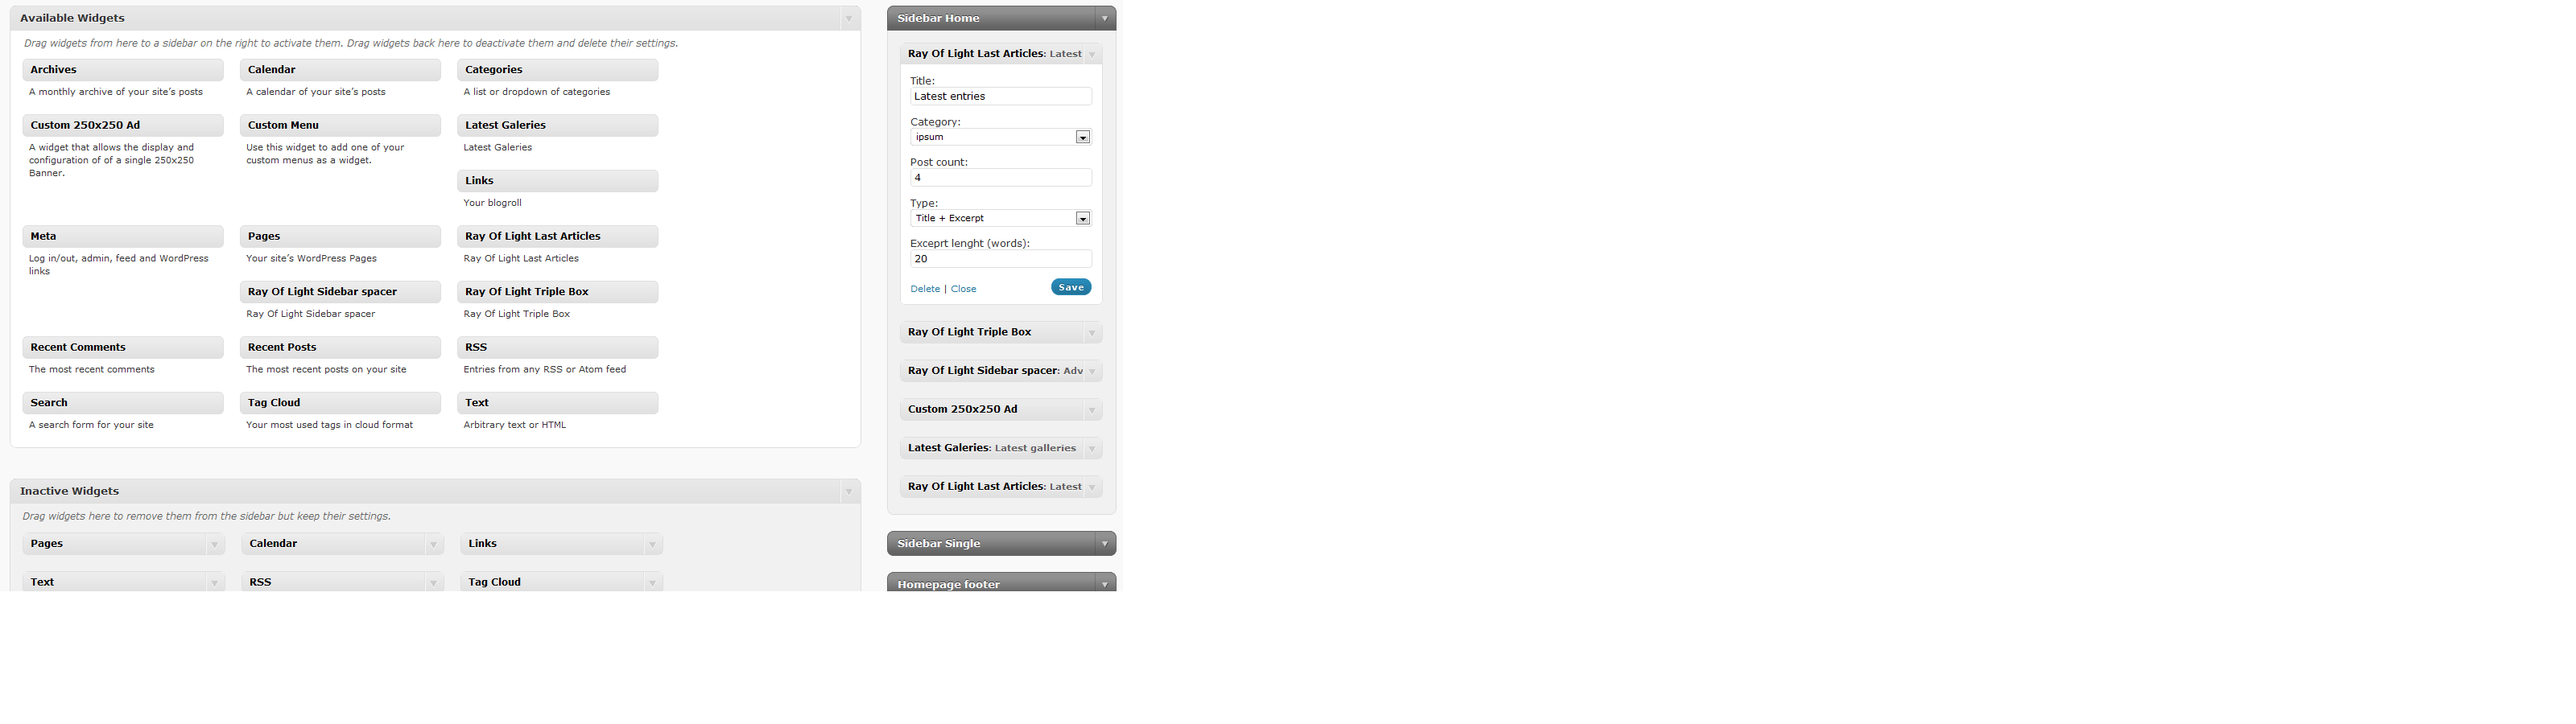 Available Widgets
Drag widgets from here to a sidebar on the right to activate them. Drag widgets back here to deactivate them and delete their settings.
Archives
A monthly archive of your site’s posts
Calendar
A calendar of your site’s posts
Categories
A list or dropdown of categories
Custom 250x250 Ad
A widget that allows the display and
configuration of of a single 250x250
Banner.
Custom Menu
Use this widget to add one of your
custom menus as a widget.
Latest Galeries
Latest Galeries
Links
Your blogroll
Meta
Log in/out, admin, feed and WordPress
links
Pages
Your site’s WordPress Pages
Ray Of Light Last Articles
Ray Of Light Last Articles
Ray Of Light Sidebar spacer
Ray Of Light Sidebar spacer
Ray Of Light Triple Box
Ray Of Light Triple Box
Recent Comments
The most recent comments
Recent Posts
The most recent posts on your site
RSS
Entries from any RSS or Atom feed
Search
A search form for your site
Tag Cloud
Your most used tags in cloud format
Text
Arbitrary text or HTML
Inactive Widgets
Drag widgets here to remove them from the sidebar but keep their settings.
Pages
Calendar
Links
Text
RSS
Tag Cloud
Sidebar Home
Ray Of Light Last Articles: Latest
Title:
Latest entries
Category:
ipsum
Post count:
4
Type:
Title + Excerpt
Exceprt lenght (words):
20
Delete | Close
Save
Ray Of Light Triple Box
Ray Of Light Sidebar spacer: Adv
Custom 250x250 Ad
Latest Galeries: Latest galleries
Ray Of Light Last Articles: Latest
Sidebar Single
Homepage footer